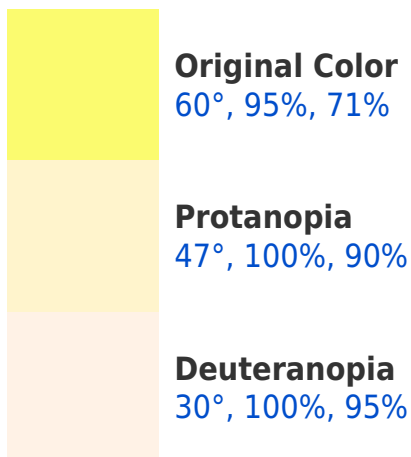 Original Color
60°, 95%, 71%
Protanopia
47°, 100%, 90%
Deuteranopia
30°, 100%, 95%